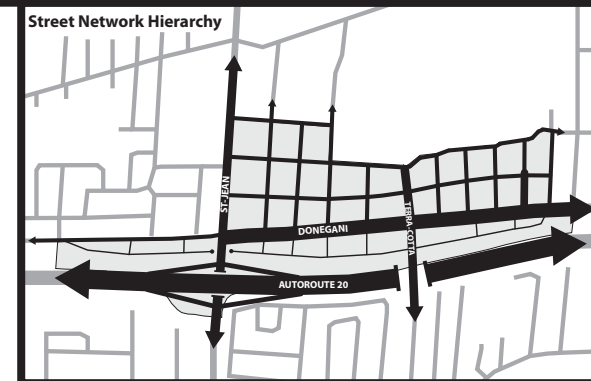 Street Network Hierarchy
ST-JEAN
DONEGANI
TERRA-COTTA
AUTOROUTE 20